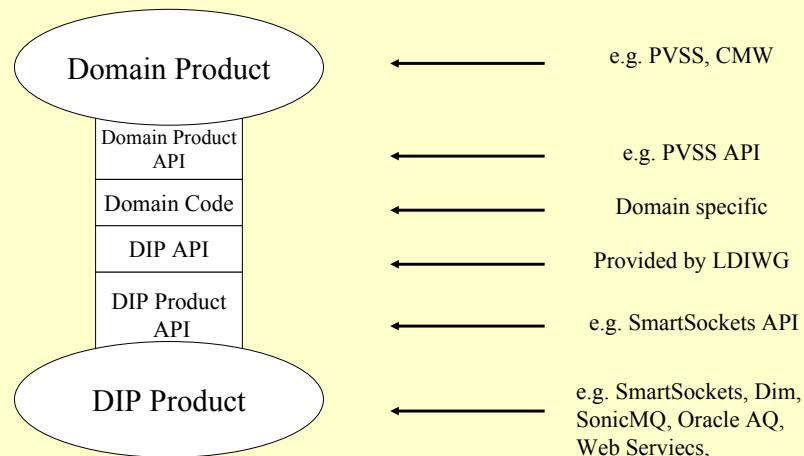 Domain Product
e.g. PVSS, CMW
Domain Product
API
e.g. PVSS API
Domain Code
Domain specific
DIP API
Provided by LDIWG
DIP Product
API
e.g. SmartSockets API
DIP Product
e.g. SmartSockets, Dim,
SonicMQ, Oracle AQ,
Web Serviecs,